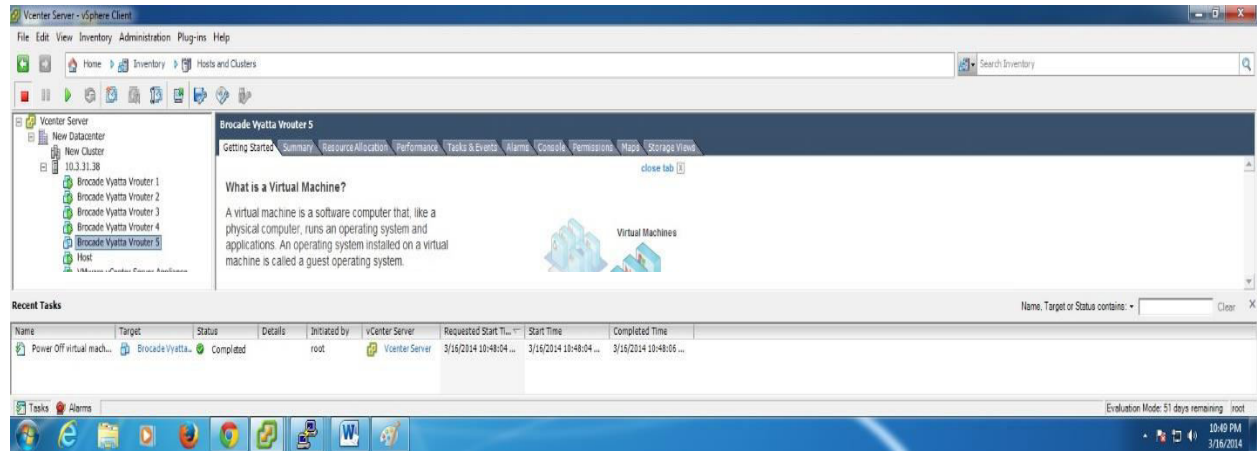 Vcenter Server - vSphere Client
File Edit View Inventory Administration Plug-ins Help
Home Inventory Hosts and Clusters
Search Inventory
Vcenter Server
New Datacenter
New Cluster
10.3.31.38
Brocade Vyatta Vrouter 1
Brocade Vyatta Vrouter 2
Brocade Vyatta Vrouter 3
Brocade Vyatta Vrouter 4
Brocade Vyatta Vrouter 5
Host
VMware vCenter Server Appliance
Brocade Vyatta Vrouter 5
Getting Started Summary Resource Allocation Performance Tasks & Events Alarms Console Permissions Maps Storage Views
close tab X
What is a Virtual Machine?
A virtual machine is a software computer that, like a
physical computer, runs an operating system and
applications. An operating system installed on a virtual
machine is called a guest operating system.
Virtual Machines
Recent Tasks
Name, Target or Status contains:
Clear X
Name Target Status Details Initiated by vCenter Server Requested Start Ti... Start Time Completed Time
Power Off virtual mach... Brocade Vyatta... Completed root Vcenter Server 3/16/2014 10:48:04 ... 3/16/2014 10:48:04 ... 3/16/2014 10:48:06 ...
Tasks Alarms
Evaluation Mode: 51 days remaining root
10:49 PM
3/16/2014